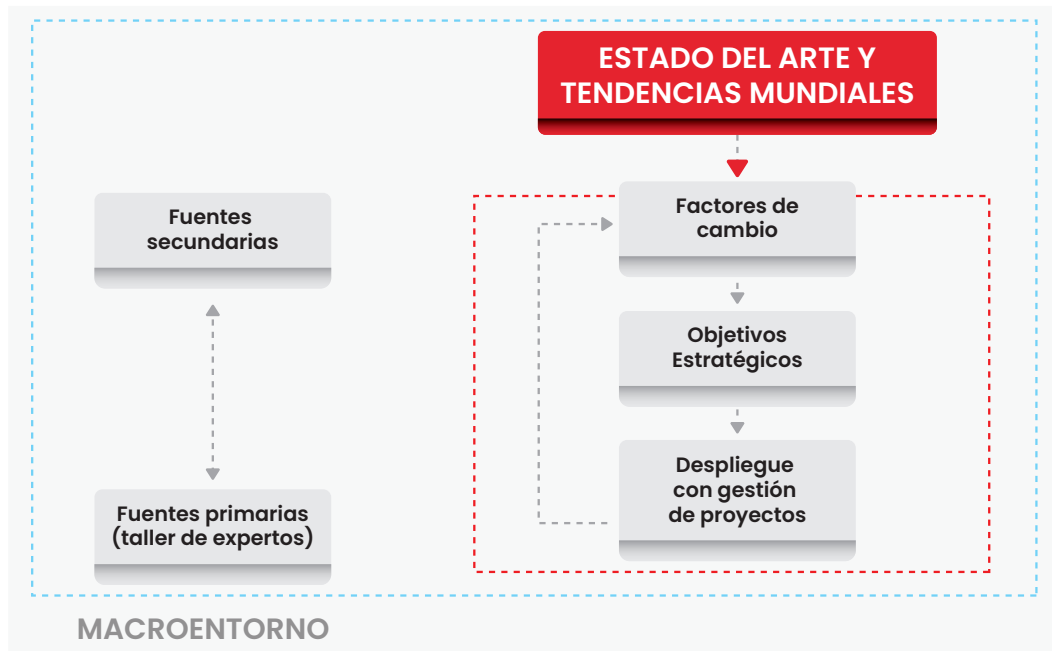 ESTADO DEL ARTE Y
TENDENCIAS MUNDIALES
Fuentes
secundarias
Factores de
cambio
Objetivos
Estratégicos
Despliegue
con gestión
de proyectos
Fuentes primarias
(taller de expertos)
MACROENTORNO